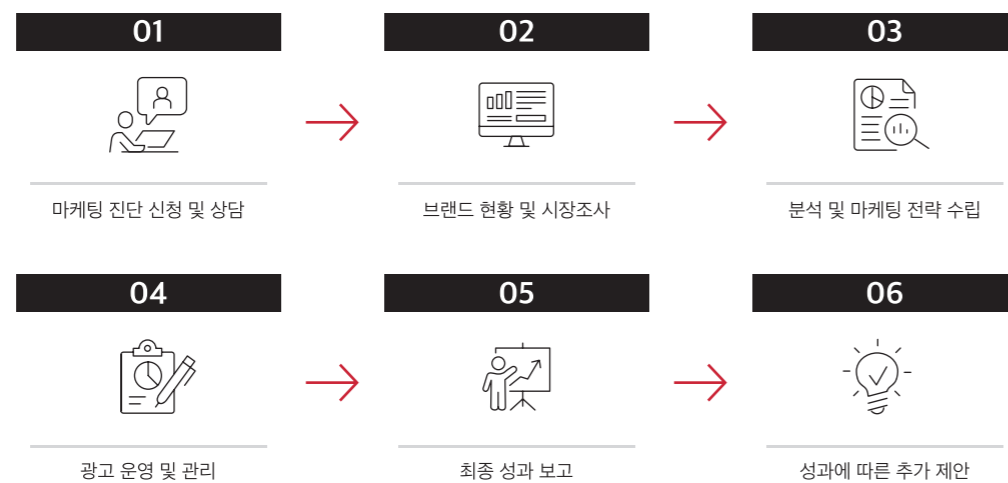 01
02
03
마케팅 진단 신청 및 상담
브랜드 현황 및 시장조사
분석 및 마케팅 전략 수립
04
05
06
광고 운영 및 관리
최종 성과 보고
성과에 따른 추가 제안